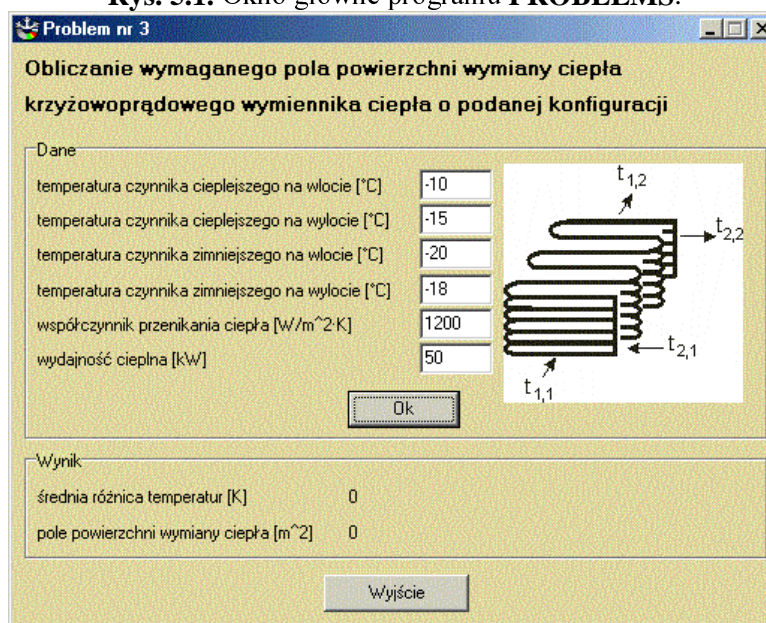 Rys. 5.1. Okno główne programu PROBLEMS.
Problem nr 3
Obliczanie wymaganego pola powierzchni wymiany ciepła
krzyżowoprądowego wymiennika ciepła o podanej konfiguracji
Dane
temperatura czynnika cieplejszego na wlocie [°C] -10
temperatura czynnika cieplejszego na wylocie [°C] -15
temperatura czynnika zimniejszego na wlocie [°C] -20
temperatura czynnika zimniejszego na wylocie [°C] -18
współczynnik przenikania ciepła [W/m^2·K] 1200
wydajność cieplna [kW] 50
t1,2
t2,2
t2,1
t1,1
Ok
Wynik
średnia różnica temperatur [K] 0
pole powierzchni wymiany ciepła [m^2] 0
Wyjście